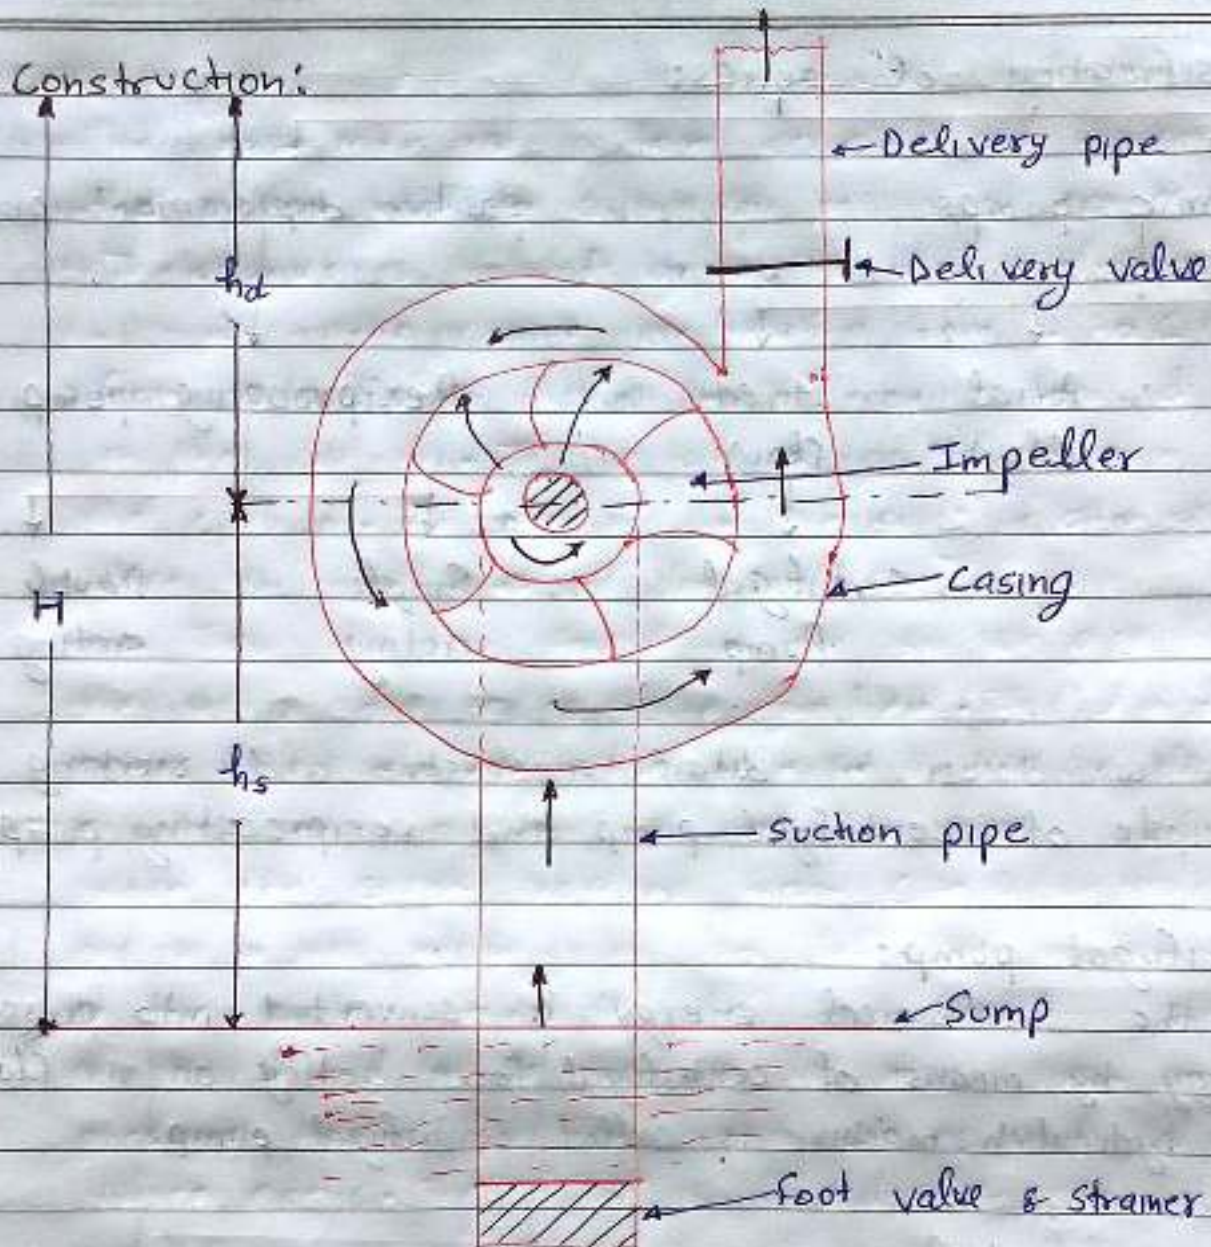 Construction:
Delivery pipe
Delivery valve
hd
Impeller
Casing
H
hs
Suction pipe
Sump
foot valve & strainer